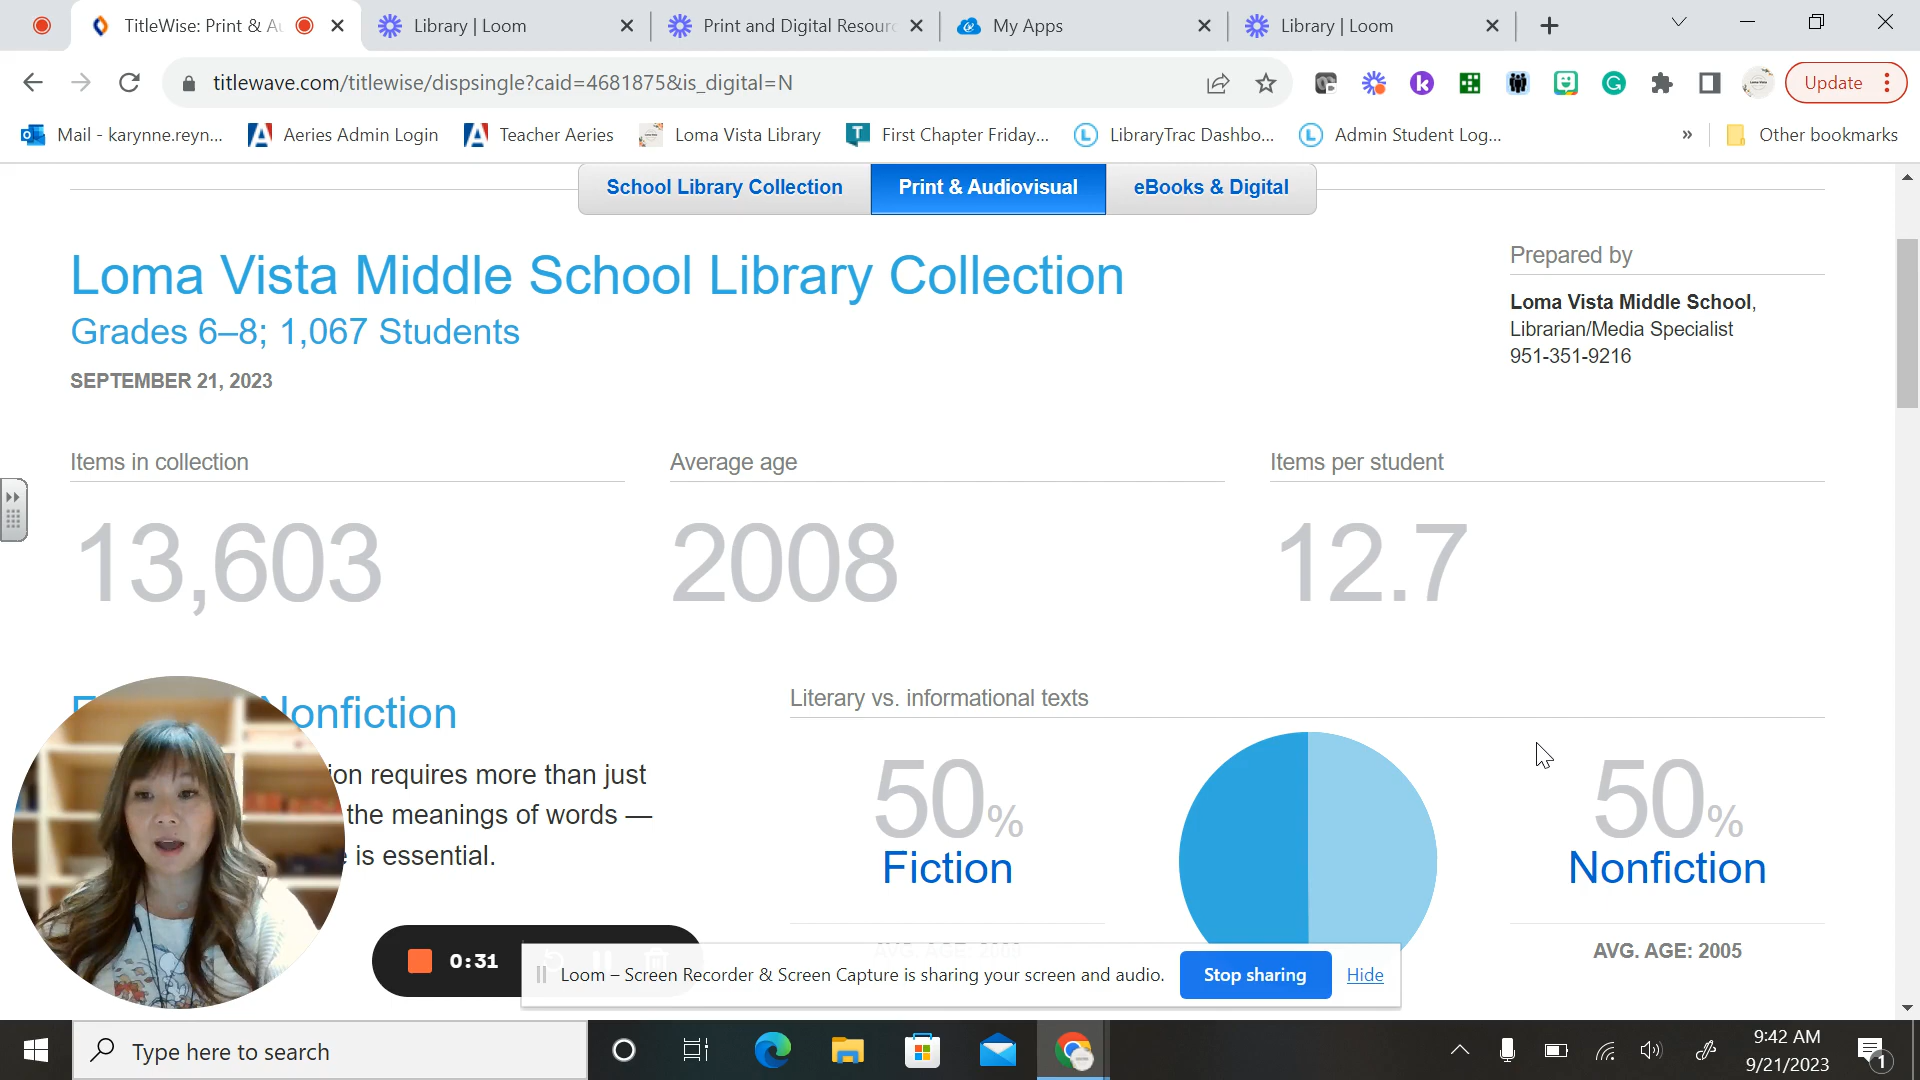 TitleWise: Print & Au
Library | Loom
Print and Digital Resourc
My Apps
Library | Loom
titlewave.com/titlewise/dispsingle?caid=4681875&is_digital=N
Update
Mail - karynne.reyn...
Aeries Admin Login
Teacher Aeries
Loma Vista Library
First Chapter Friday...
LibraryTrac Dashbo...
Admin Student Log...
»
Other bookmarks
School Library Collection
Print & Audiovisual
eBooks & Digital
Loma Vista Middle School Library Collection
Grades 6–8; 1,067 Students
SEPTEMBER 21, 2023
Prepared by
Loma Vista Middle School,
Librarian/Media Specialist
951-351-9216
Items in collection
Average age
Items per student
13,603
2008
12.7
Nonfiction
ion requires more than just
the meanings of words —
is essential.
Literary vs. informational texts
50%
Fiction
50%
Nonfiction
AVG. AGE: 2005
0:31
Loom – Screen Recorder & Screen Capture is sharing your screen and audio.
Stop sharing
Hide
Type here to search
9:42 AM
9/21/2023
1